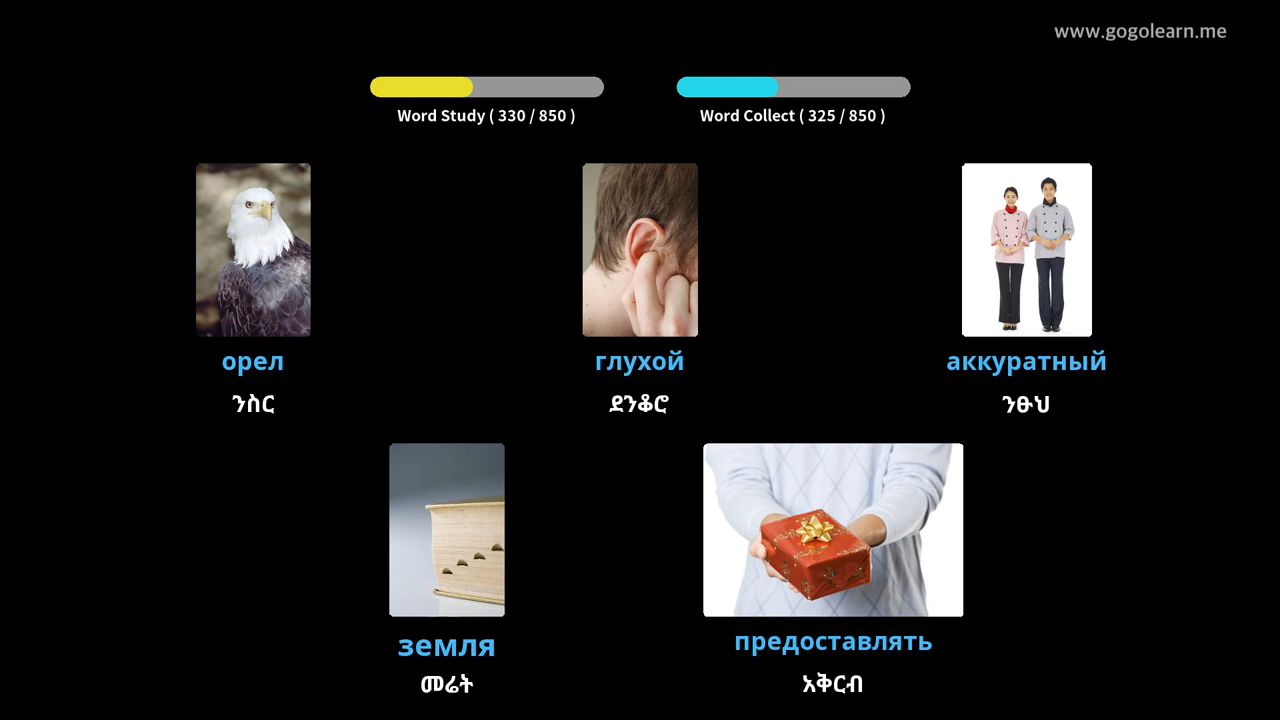 www.gogolearn.me
Word Study ( 330 / 850 )
Word Collect ( 325 / 850 )
орел
глухой
аккуратный
ንስር
ደንቆሮ
ንፁህ
земля
предоставлять
መሬት
አቅርብ